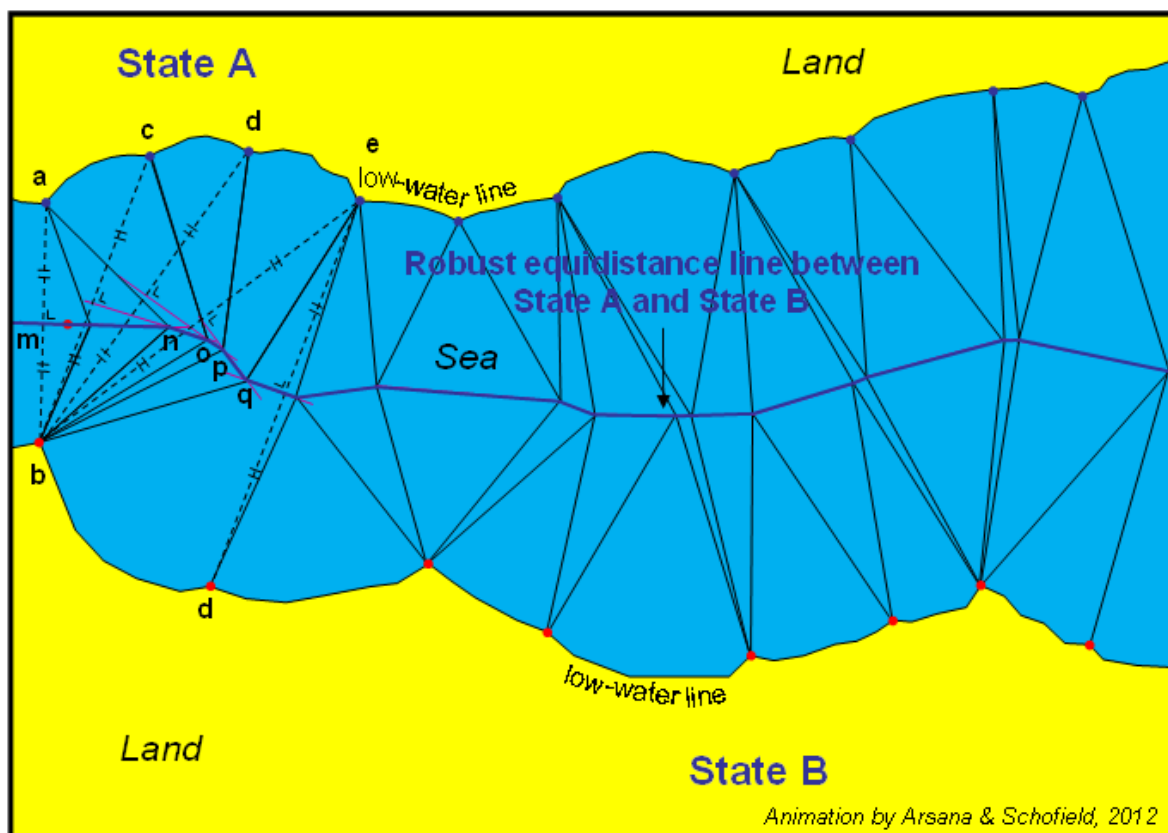 State A
Land
c
d
a
e
low-water line
Robust equidistance line between
State A and State B
m
n
o
p
Sea
q
b
d
low-water line
Land
State B
Animation by Arsana & Schofield, 2012